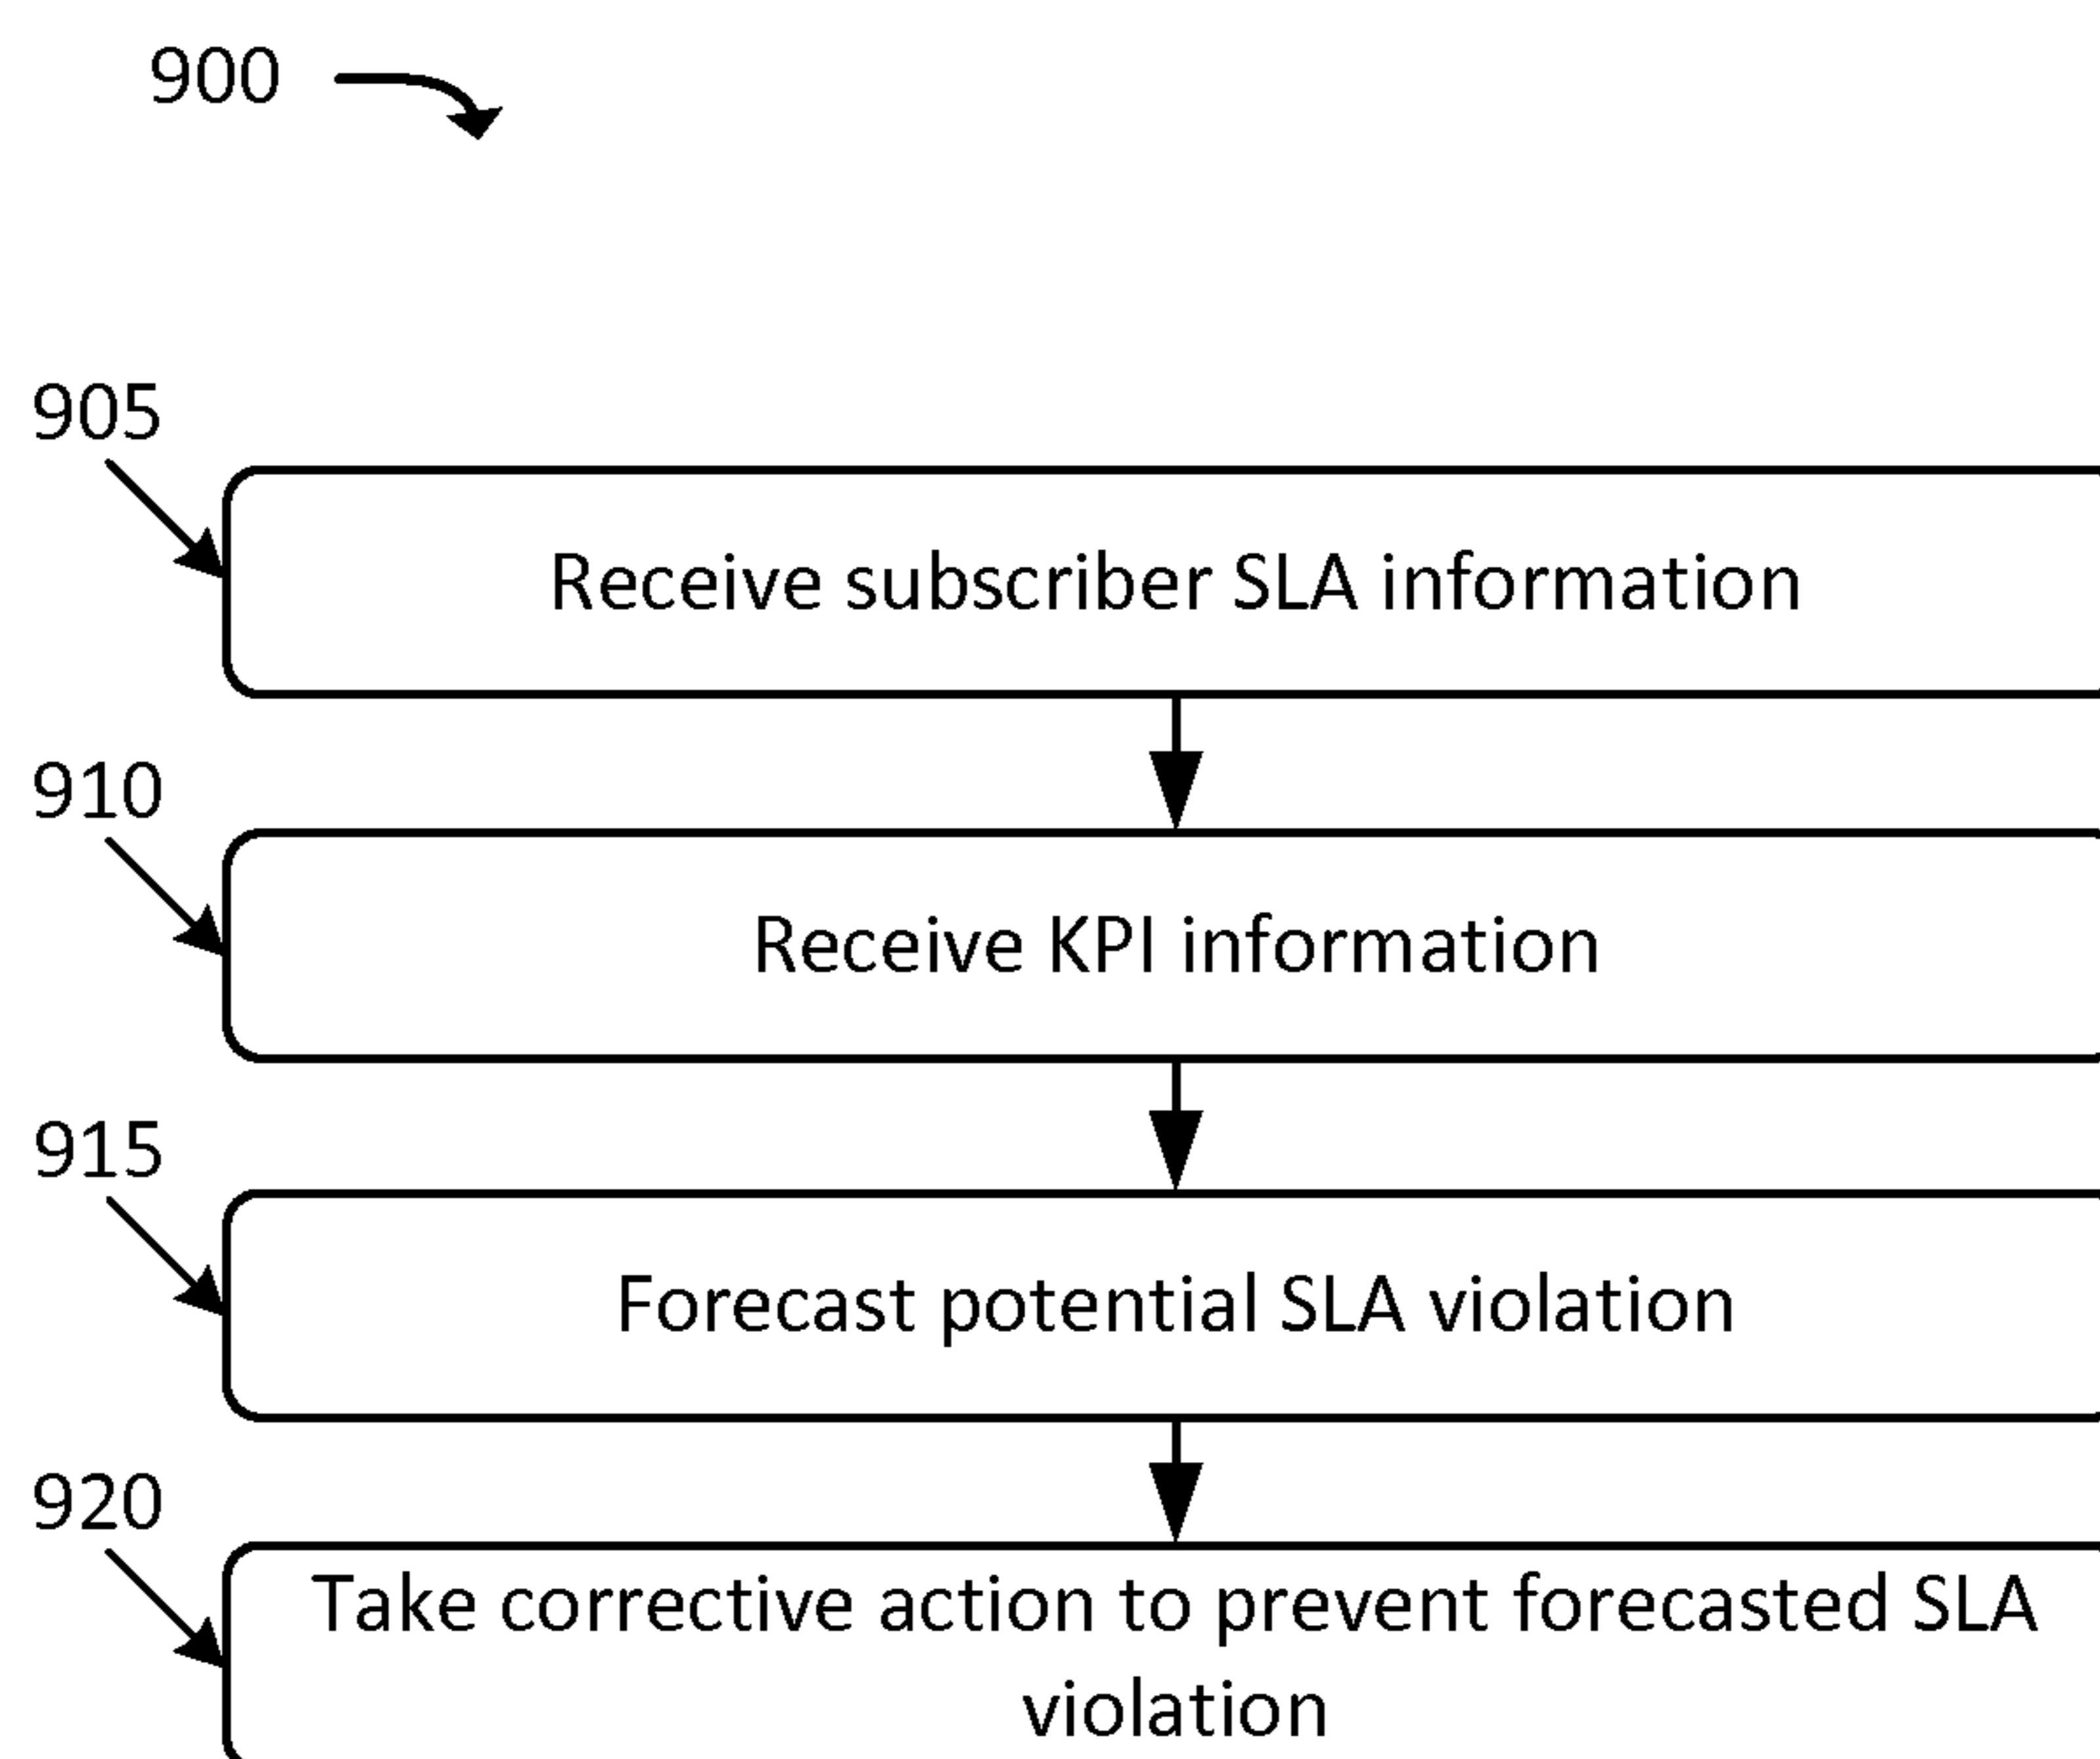 900
905
Receive subscriber SLA information
910
Receive KPI information
915
Forecast potential SLA violation
920
Take corrective action to prevent forecasted SLA
violation